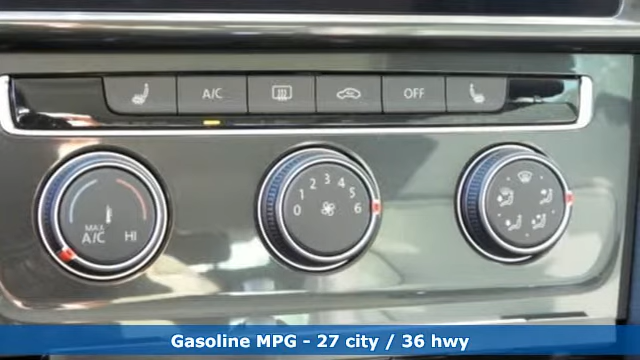 A/C
OFF
1 2 3 4 5
0 6
MAX
A/C HI
Gasoline MPG - 27 city / 36 hwy